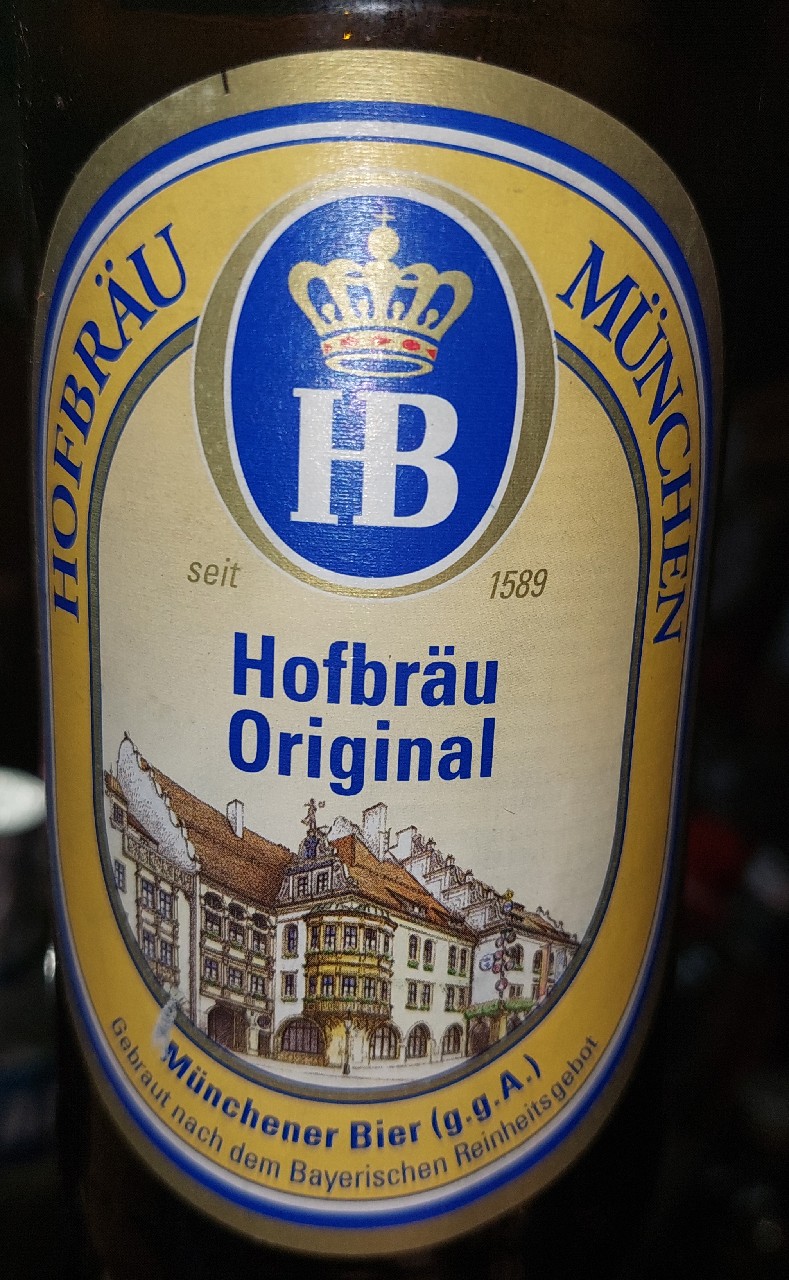 HOFBRÄU MÜNCHEN
HB
seit 1589
Hofbräu
Original
Münchener Bier (g.g.A.)
Gebraut nach dem Bayerischen Reinheitsgebot